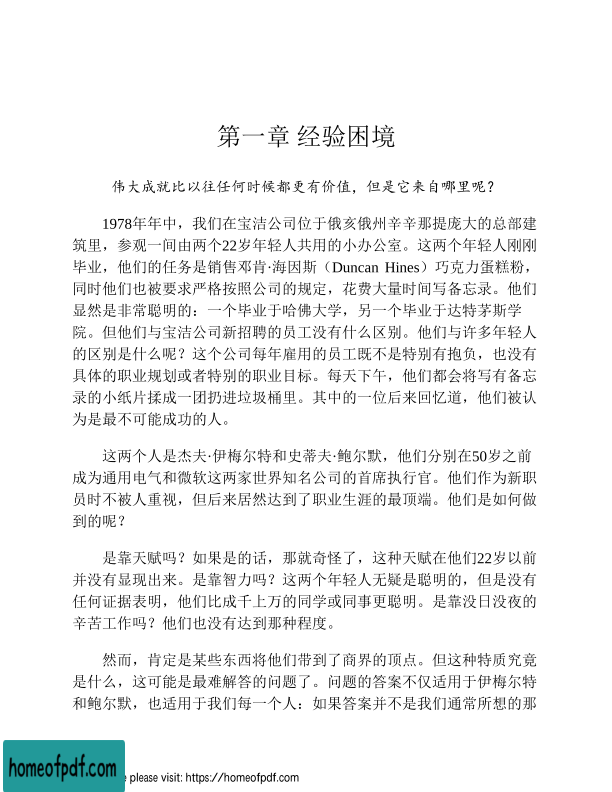 第一章 经验困境
伟大成就比以往任何时候都更有价值，但是它来自哪里呢？
1978年年中，我们在宝洁公司位于俄亥俄州辛辛那提庞大的总部建
筑里，参观一间由两个22岁年轻人共用的小办公室。这两个年轻人刚刚
毕业，他们的任务是销售邓肯·海因斯（Duncan Hines）巧克力蛋糕粉，
同时他们也被要求严格按照公司的规定，花费大量时间写备忘录。他们
显然是非常聪明的：一个毕业于哈佛大学，另一个毕业于达特茅斯学
院。但他们与宝洁公司新招聘的员工没有什么区别。他们与许多年轻人
的区别是什么呢？这个公司每年雇用的员工既不是特别有抱负，也没有
具体的职业规划或者特别的职业目标。每天下午，他们都会将写有备忘
录的小纸片揉成一团扔进垃圾桶里。其中的一位后来回忆道，他们被认
为是最不可能成功的人。
这两个人是杰夫·伊梅尔特和史蒂夫·鲍尔默，他们分别在50岁之前
成为通用电气和微软这两家世界知名公司的首席执行官。他们作为新职
员时不被人重视，但后来居然达到了职业生涯的最顶端。他们是如何做
到的呢？
是靠天赋吗？如果是的话，那就奇怪了，这种天赋在他们22岁以前
并没有显现出来。是靠智力吗？这两个年轻人无疑是聪明的，但是没有
任何证据表明，他们比成千上万的同学或同事更聪明。是靠没日没夜的
辛苦工作吗？他们也没有达到那种程度。
然而，肯定是某些东西将他们带到了商界的顶点。但这种特质究竟
是什么，这可能是最难解答的问题了。问题的答案不仅适用于伊梅尔特
和鲍尔默，也适用于我们每一个人：如果答案并不是我们通常所想的那
homeofpdf.com
e please visit: https://homeofpdf.com